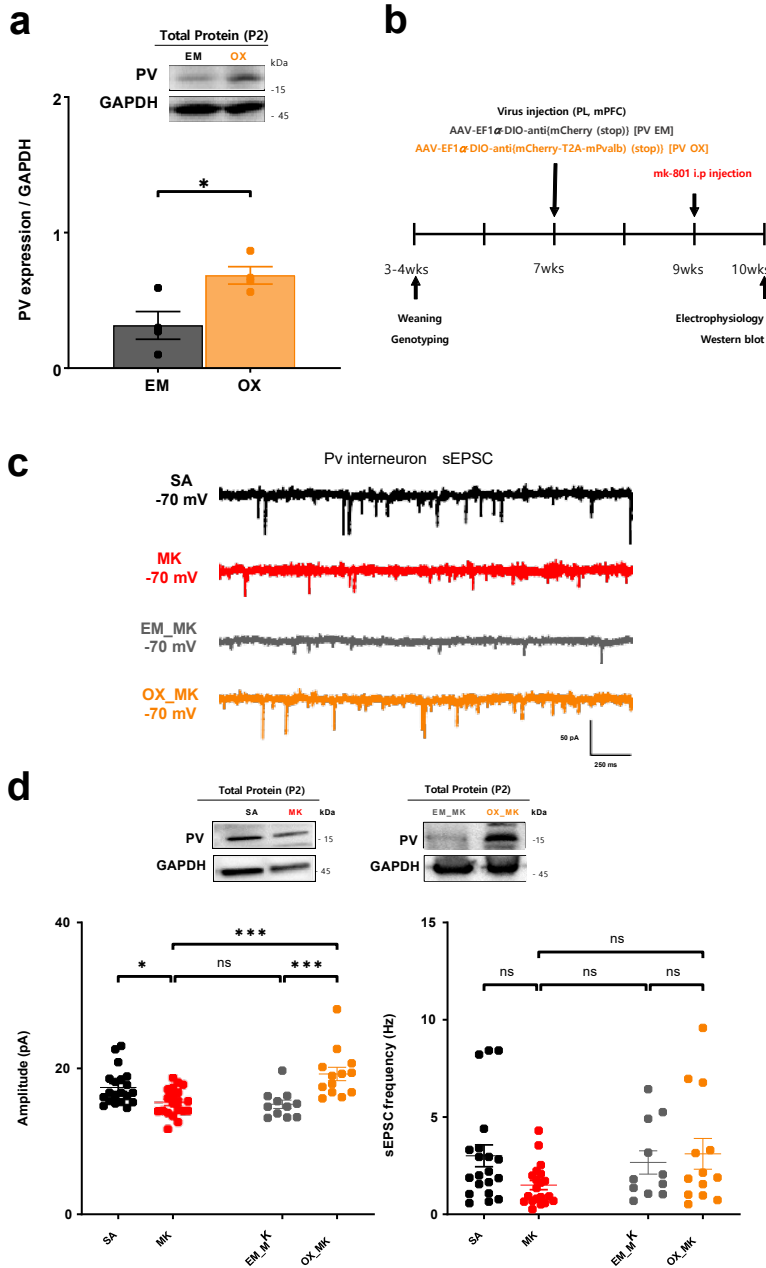 a
Total Protein (P2)
EM OX
kDa
PV
-15
GAPDH
- 45
2
1
0
PV expression / GAPDH
*
EM OX
b
Virus injection (PL, mPFC)
AAV-EF1α-DIO-anti(mCherry (stop)) [PV EM]
AAV-EF1α-DIO-anti(mCherry-T2A-mPvalb) (stop)) [PV OX]
mk-801 i.p injection
3-4wks 7wks 9wks 10wks
Weaning
Genotyping
Electrophysiology
Western blot
c
Pv interneuron sEPSC
SA
-70 mV
MK
-70 mV
EM_MK
-70 mV
OX_MK
-70 mV
50 pA
250 ms
d
Total Protein (P2)
SA MK kDa
PV - 15
GAPDH - 45
Total Protein (P2)
EM_MK OX_MK kDa
PV - 15
GAPDH - 45
40
20
0
Amplitude (pA)
***
* ns ***
SA MK EM_MK OX_MK
15
10
5
0
sEPSC frequency (Hz)
ns
ns ns ns
SA MK EM_MK OX_MK